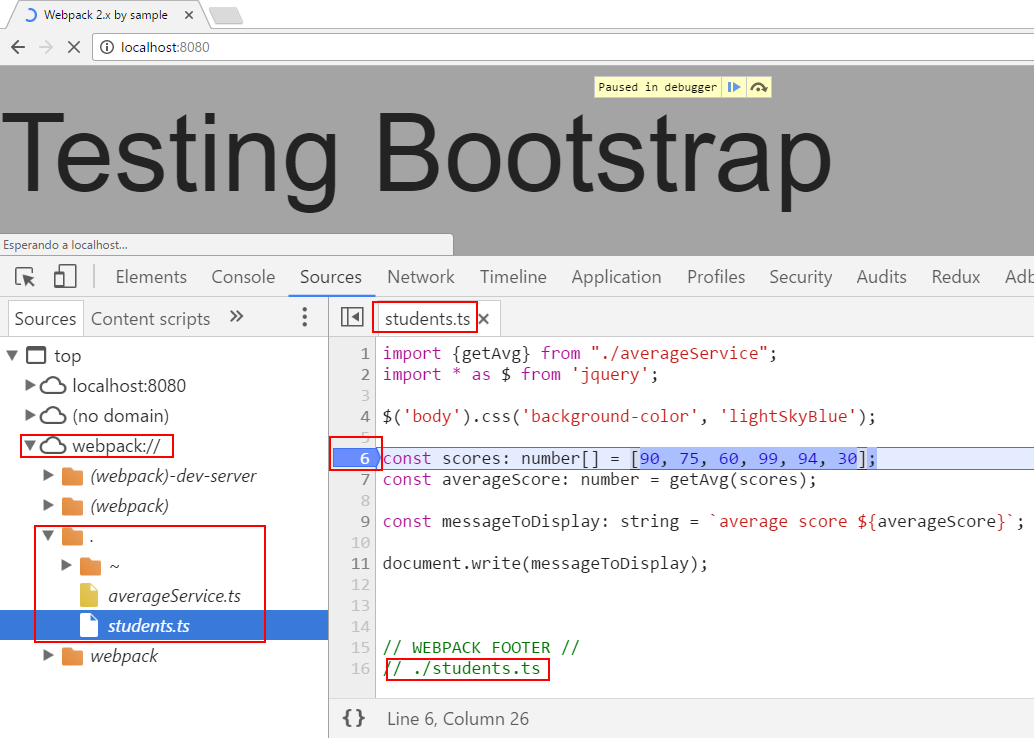 Webpack 2.x by sample
localhost:8080
Paused in debugger
Testing Bootstrap
Esperando a localhost...
Elements Console Sources Network Timeline Application Profiles Security Audits Redux Adb
Sources Content scripts »
students.ts
top
localhost:8080
(no domain)
webpack://
(webpack)-dev-server
(webpack)
.
~
averageService.ts
students.ts
webpack
1 import {getAvg} from "./averageService";
2 import * as $ from 'jquery';
3
4 $('body').css('background-color', 'lightSkyBlue');
5
6 const scores: number[] = [90, 75, 60, 99, 94, 30];
7 const averageScore: number = getAvg(scores);
8
9 const messageToDisplay: string = `average score ${averageScore}`;
10
11 document.write(messageToDisplay);
12
13
14
15 // WEBPACK FOOTER //
16 // ./students.ts
{} Line 6, Column 26